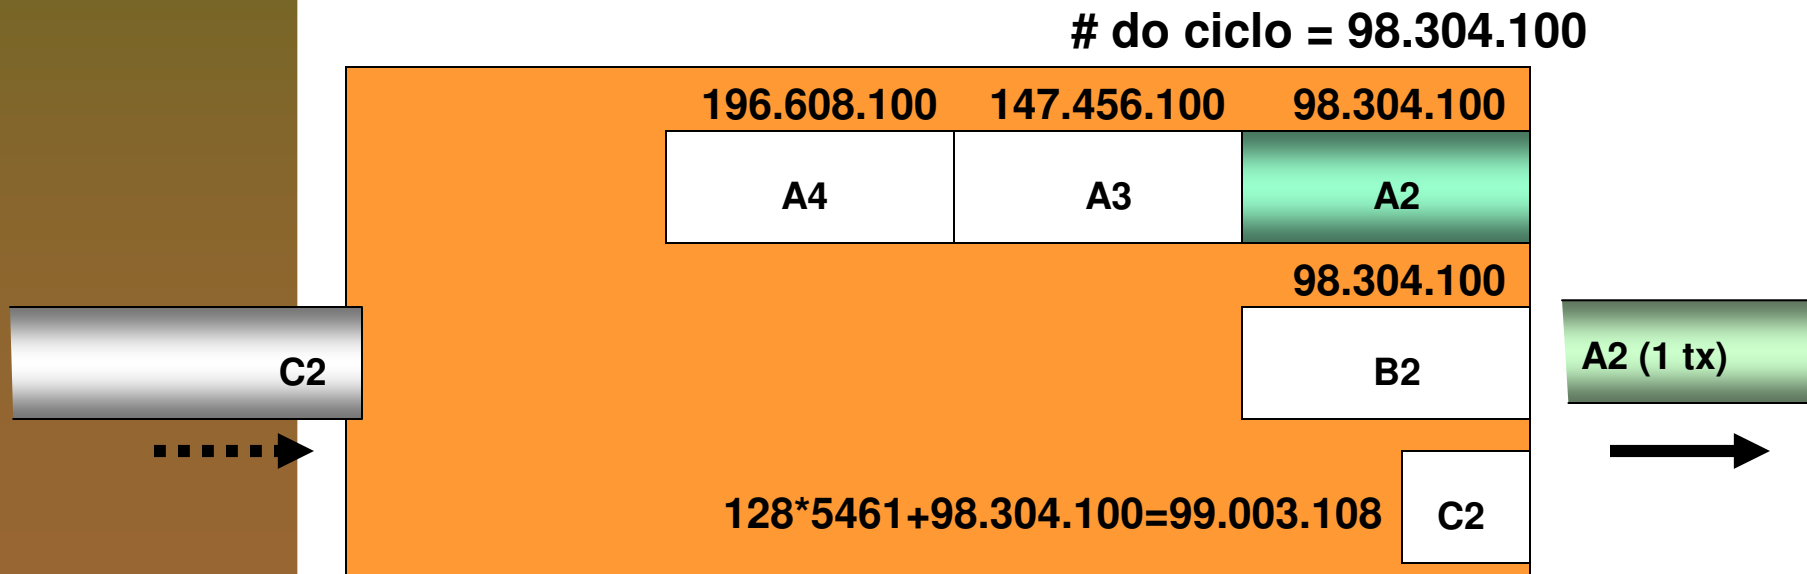 # do ciclo = 98.304.100
196.608.100 147.456.100 98.304.100
A4 A3 A2
98.304.100
C2 B2 A2 (1 tx)
128*5461+98.304.100=99.003.108 C2